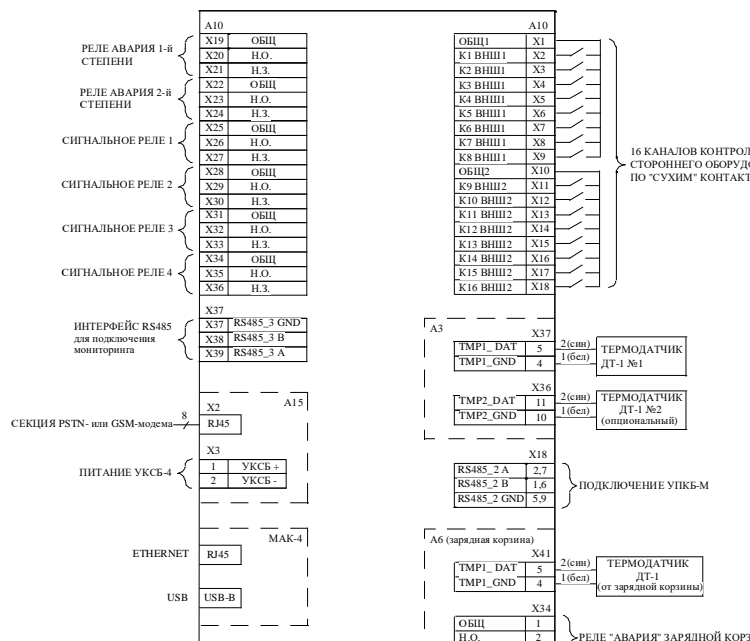 A10
РЕЛЕ АВАРИЯ 1-й
СТЕПЕНИ
X19 ОБЩ
X20 Н.О.
X21 Н.З.
РЕЛЕ АВАРИЯ 2-й
СТЕПЕНИ
X22 ОБЩ
X23 Н.О.
X24 Н.З.
СИГНАЛЬНОЕ РЕЛЕ 1
X25 ОБЩ
X26 Н.О.
X27 Н.З.
СИГНАЛЬНОЕ РЕЛЕ 2
X28 ОБЩ
X29 Н.О.
X30 Н.З.
СИГНАЛЬНОЕ РЕЛЕ 3
X31 ОБЩ
X32 Н.О.
X33 Н.З.
СИГНАЛЬНОЕ РЕЛЕ 4
X34 ОБЩ
X35 Н.О.
X36 Н.З.
ИНТЕРФЕЙС RS485
для подключения
мониторинга
X37
X37 RS485_3 GND
X38 RS485_3 B
X39 RS485_3 A
A15
СЕКЦИЯ PSTN- или GSM-модема 8
X2
RJ45
ПИТАНИЕ УКСБ-4
X3
1 УКСБ +
2 УКСБ -
МАК-4
ETHERNET RJ45
USB USB-B
A10
ОБЩ1 X1
К1 ВНШ1 X2
К2 ВНШ1 X3
К3 ВНШ1 X4
К4 ВНШ1 X5
К5 ВНШ1 X6
К6 ВНШ1 X7
К7 ВНШ1 X8
К8 ВНШ1 X9
ОБЩ2 X10
К9 ВНШ2 X11
К10 ВНШ2 X12
К11 ВНШ2 X13
К12 ВНШ2 X14
К13 ВНШ2 X15
К14 ВНШ2 X16
К15 ВНШ2 X17
К16 ВНШ2 X18
16 КАНАЛОВ КОНТРОЛ
СТОРОННЕГО ОБОРУД
ПО "СУХИМ" КОНТАКТ
A3
X37
TMP1_ DAT 5 2(син)
TMP1_GND 4 1(бел)
ТЕРМОДАТЧИК
ДТ-1 №1
X36
TMP2_DAT 11 2(син)
TMP2_GND 10 1(бел)
ТЕРМОДАТЧИК
ДТ-1 №2
(опциональный)
X18
RS485_2 A 2,7
RS485_2 B 1,6
RS485_2 GND 5,9
ПОДКЛЮЧЕНИЕ УПКБ-М
A6 (зарядная корзина)
X41
TMP1_ DAT 5 2(син)
TMP1_GND 4 1(бел)
ТЕРМОДАТЧИК
ДТ-1
(от зарядной корзины)
X34
ОБЩ 1
Н.О. 2
РЕЛЕ "АВАРИЯ" ЗАРЯДНОЙ КОРЗ